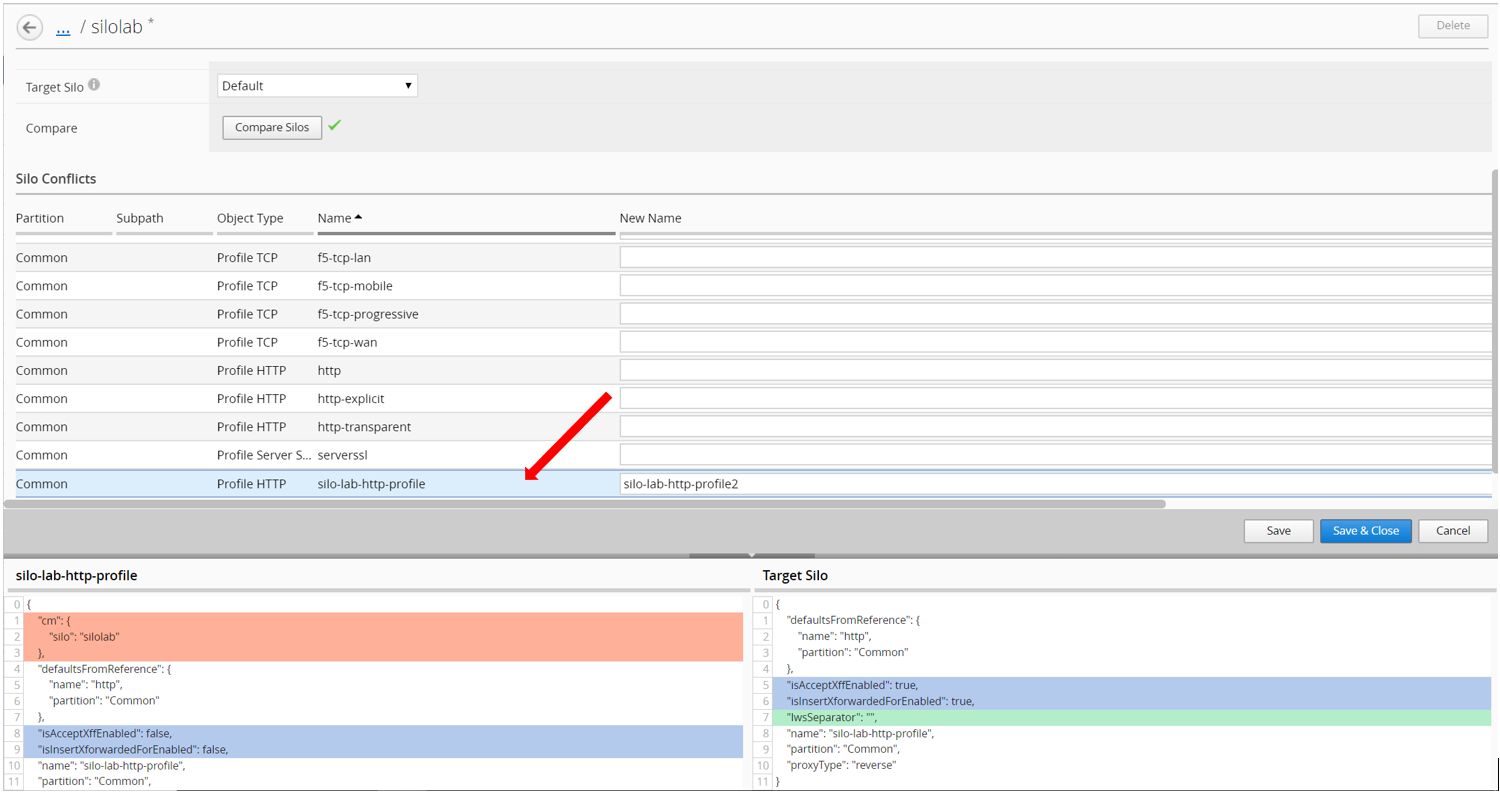 ... / silolab *
Delete
Target Silo
Default
Compare
Compare Silos
Silo Conflicts
Partition Subpath Object Type Name New Name
Common Profile TCP f5-tcp-lan
Common Profile TCP f5-tcp-mobile
Common Profile TCP f5-tcp-progressive
Common Profile TCP f5-tcp-wan
Common Profile HTTP http
Common Profile HTTP http-explicit
Common Profile HTTP http-transparent
Common Profile Server S... serverssl
Common Profile HTTP silo-lab-http-profile silo-lab-http-profile2
Save Save & Close Cancel
silo-lab-http-profile
0 {
1 "cm": {
2 "silo": "silolab"
3 },
4 "defaultsFromReference": {
5 "name": "http",
6 "partition": "Common"
7 },
8 "isAcceptXffEnabled": false,
9 "isInsertXforwardedForEnabled": false,
10 "name": "silo-lab-http-profile",
11 "partition": "Common",
Target Silo
0 {
1 "defaultsFromReference": {
2 "name": "http",
3 "partition": "Common"
4 },
5 "isAcceptXffEnabled": true,
6 "isInsertXforwardedForEnabled": true,
7 "lwsSeparator": "",
8 "name": "silo-lab-http-profile",
9 "partition": "Common",
10 "proxyType": "reverse"
11 }